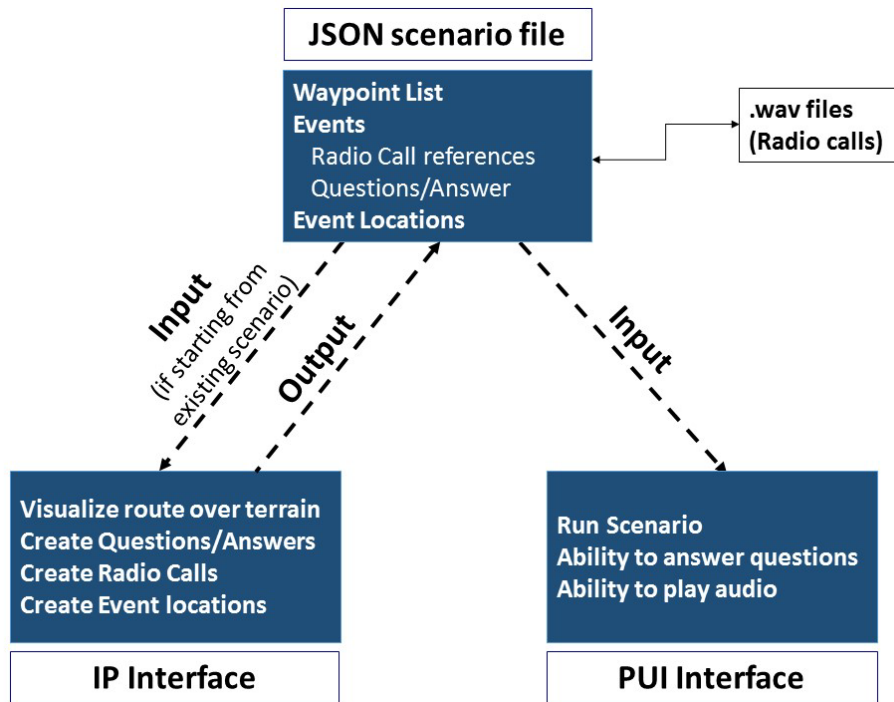 JSON scenario file
Waypoint List
Events
Radio Call references
Questions/Answer
Event Locations
.wav files
(Radio calls)
Input
(if starting from
existing scenario)
Output
Input
Visualize route over terrain
Create Questions/Answers
Create Radio Calls
Create Event locations
IP Interface
Run Scenario
Ability to answer questions
Ability to play audio
PUI Interface